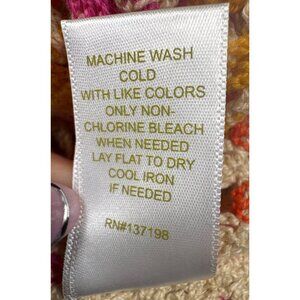 MACHINE WASH
COLD
WITH LIKE COLORS
ONLY NON-
CHLORINE BLEACH
WHEN NEEDED
LAY FLAT TO DRY
COOL IRON
IF NEEDED
RN#137198